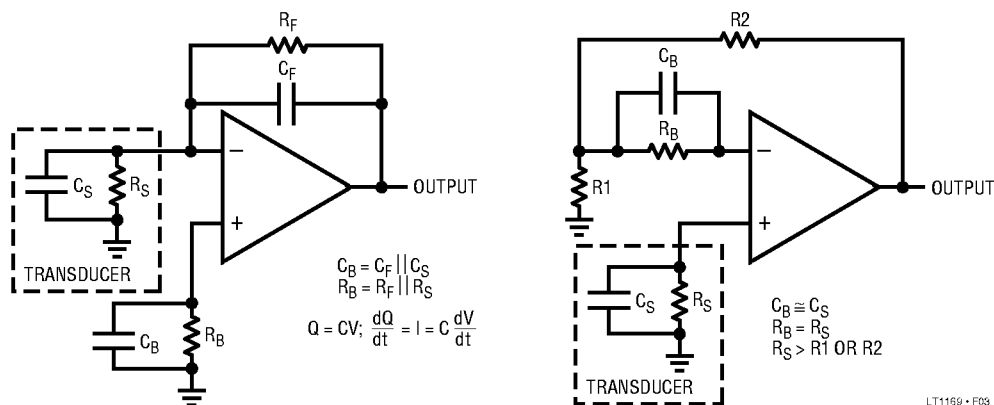 R_F
C_F
−
C_S
R_S
OUTPUT
+
TRANSDUCER
C_B = C_F || C_S
R_B = R_F || R_S
C_B
R_B
Q = CV; dQ/dt = I = C dV/dt
R2
C_B
R_B
−
R1
OUTPUT
+
C_S
R_S
TRANSDUCER
C_B ≅ C_S
R_B = R_S
R_S > R1 OR R2
LT1169 • F03